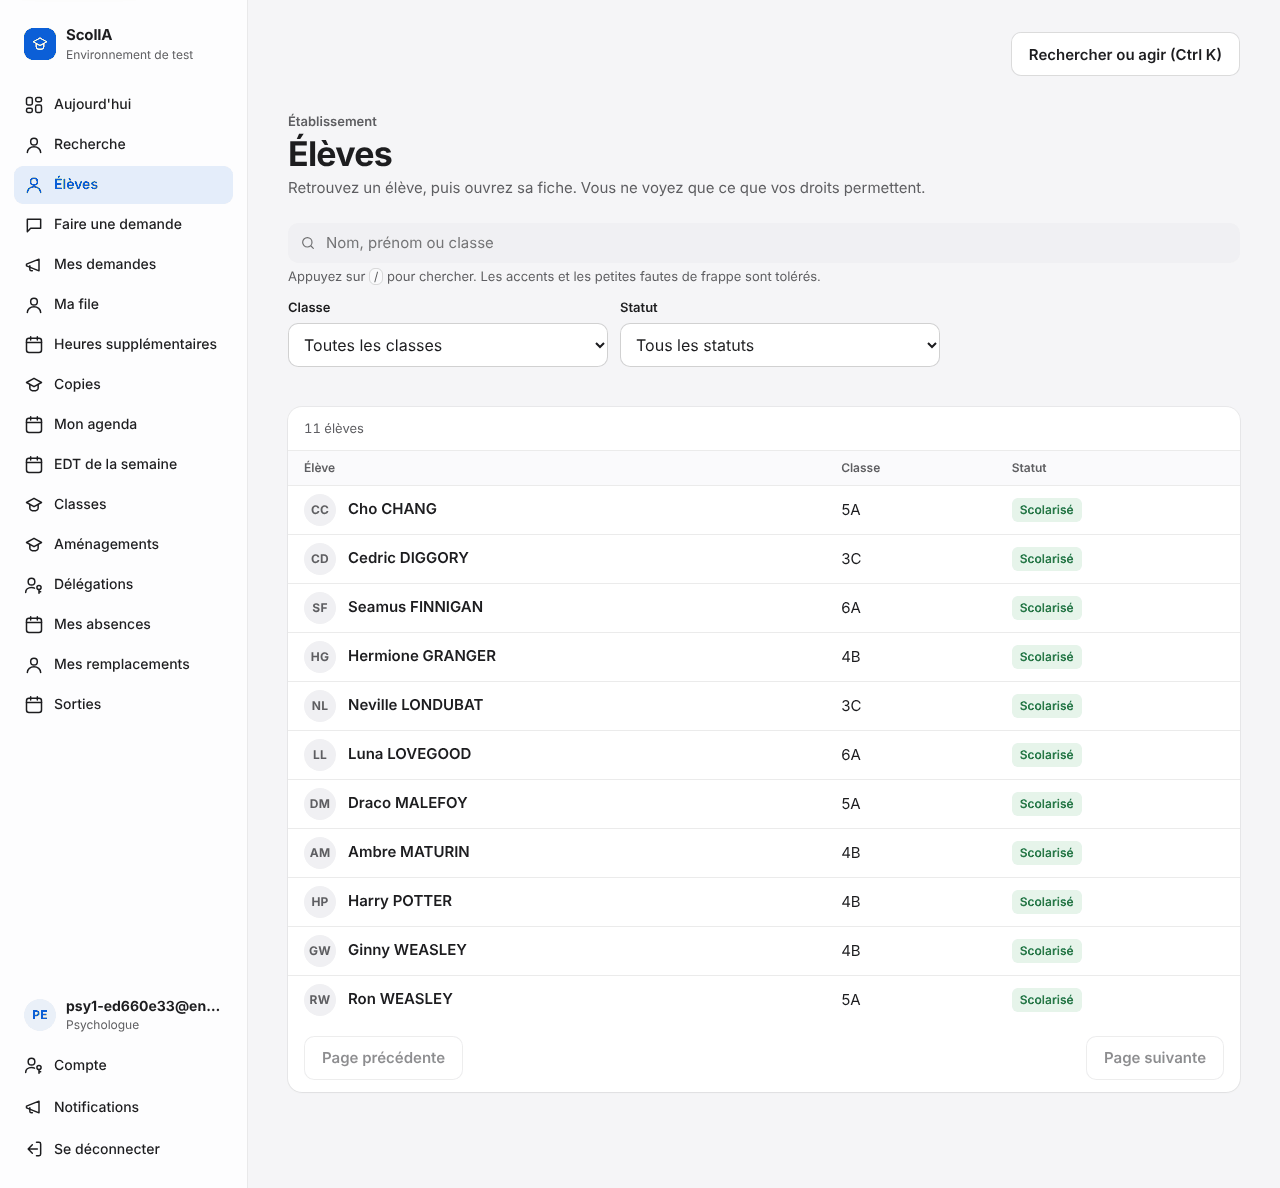 ScolIA
Environnement de test
Aujourd'hui
Recherche
Élèves
Faire une demande
Mes demandes
Ma file
Heures supplémentaires
Copies
Mon agenda
EDT de la semaine
Classes
Aménagements
Délégations
Mes absences
Mes remplacements
Sorties
PE
psy1-ed660e33@en...
Psychologue
Compte
Notifications
Se déconnecter
Rechercher ou agir (Ctrl K)
Établissement
Élèves
Retrouvez un élève, puis ouvrez sa fiche. Vous ne voyez que ce que vos droits permettent.
Nom, prénom ou classe
Appuyez sur / pour chercher. Les accents et les petites fautes de frappe sont tolérés.
Classe Statut
Toutes les classes Tous les statuts
11 élèves
Élève Classe Statut
CC Cho CHANG 5A Scolarisé
CD Cedric DIGGORY 3C Scolarisé
SF Seamus FINNIGAN 6A Scolarisé
HG Hermione GRANGER 4B Scolarisé
NL Neville LONDUBAT 3C Scolarisé
LL Luna LOVEGOOD 6A Scolarisé
DM Draco MALEFOY 5A Scolarisé
AM Ambre MATURIN 4B Scolarisé
HP Harry POTTER 4B Scolarisé
GW Ginny WEASLEY 4B Scolarisé
RW Ron WEASLEY 5A Scolarisé
Page précédente Page suivante